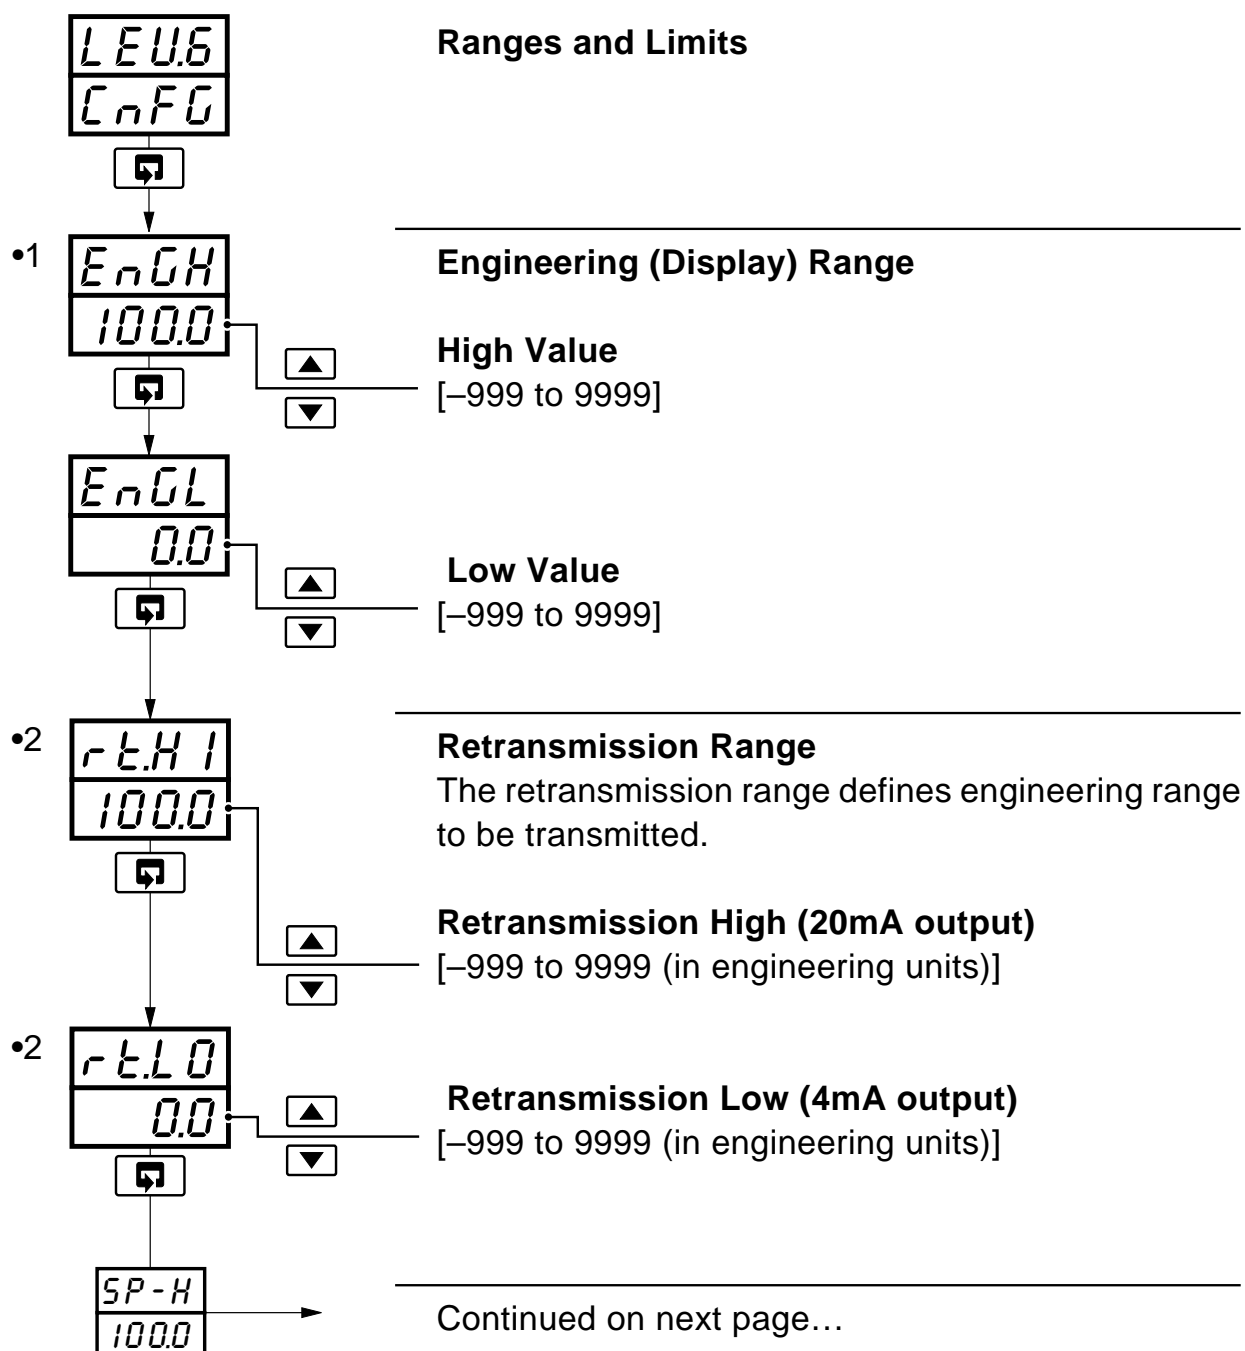 LEV.6
Ranges and Limits
CnFG
•1
EnGH
Engineering (Display) Range
100.0
High Value
[–999 to 9999]
EnGL
0.0
Low Value
[–999 to 9999]
•2
rt.HI
Retransmission Range
100.0
The retransmission range defines engineering range
to be transmitted.
Retransmission High (20mA output)
[–999 to 9999 (in engineering units)]
•2
rt.LO
0.0
Retransmission Low (4mA output)
[–999 to 9999 (in engineering units)]
SP-H
100.0
Continued on next page…